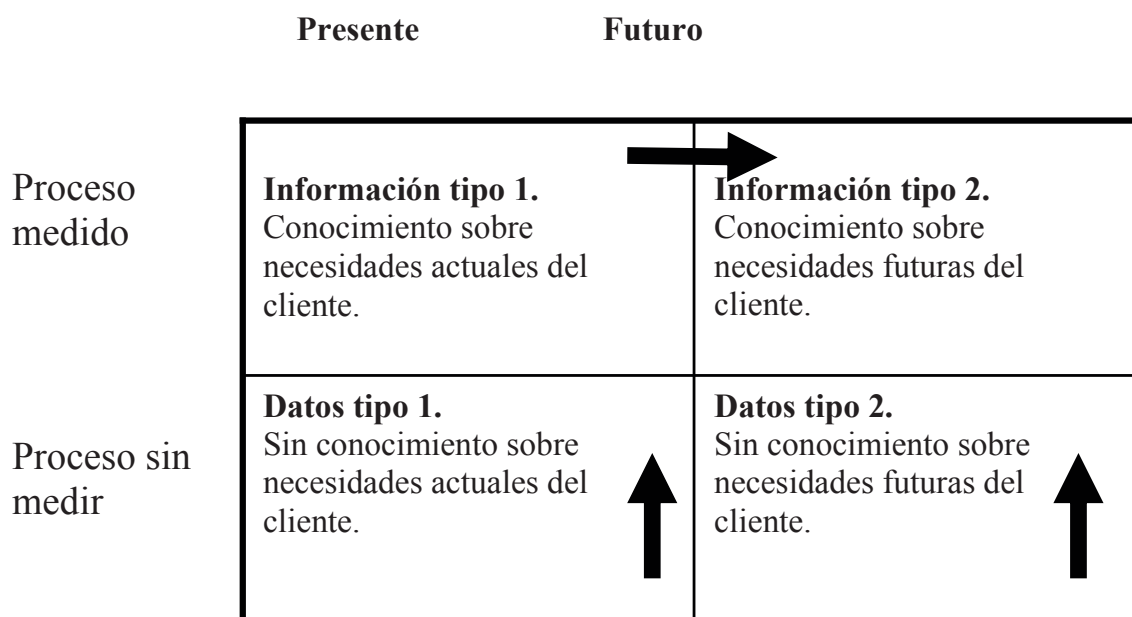 Presente Futuro
Proceso
medido
Información tipo 1.
Conocimiento sobre
necesidades actuales del
cliente.
Información tipo 2.
Conocimiento sobre
necesidades futuras del
cliente.
Proceso sin
medir
Datos tipo 1.
Sin conocimiento sobre
necesidades actuales del
cliente.
Datos tipo 2.
Sin conocimiento sobre
necesidades futuras del
cliente.